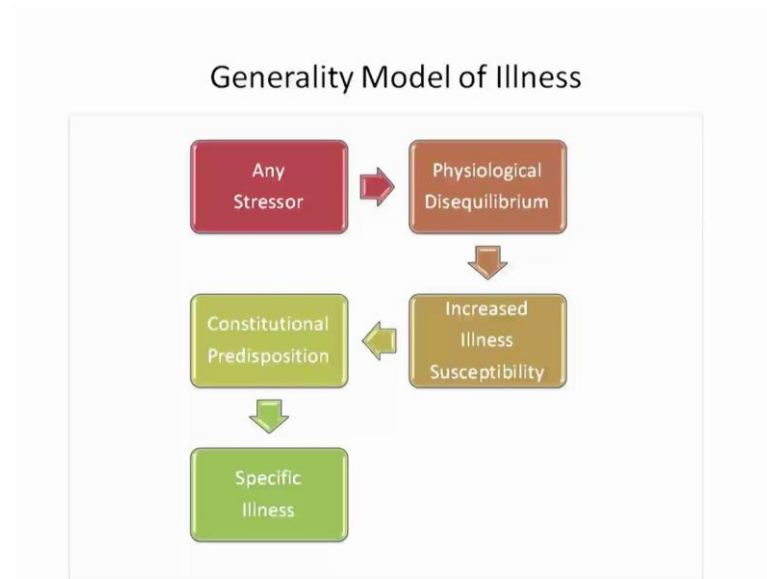 Generality Model of Illness
Any
Stressor
Physiological
Disequilibrium
Increased
Illness
Susceptibility
Constitutional
Predisposition
Specific
Illness